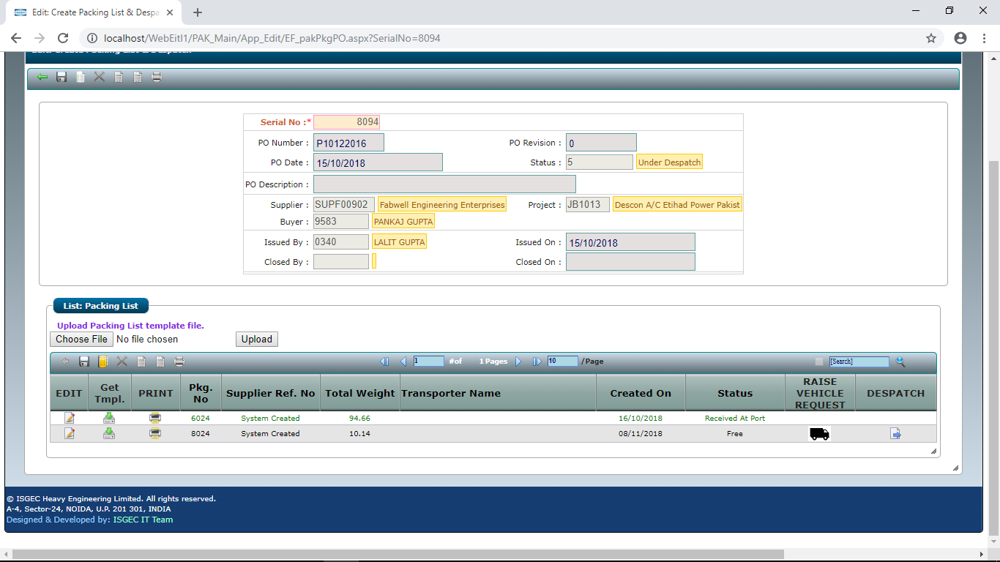 Edit: Create Packing List & Despa
localhost/WebEitl1/PAK_Main/App_Edit/EF_pakPkgPO.aspx?SerialNo=8094
Serial No :* 8094
PO Number : P10122016 PO Revision : 0
PO Date : 15/10/2018 Status : 5 Under Despatch
PO Description :
Supplier : SUPF00902 Fabwell Engineering Enterprises Project : JB1013 Descon A/C Etihad Power Pakist
Buyer : 9583 PANKAJ GUPTA
Issued By : 0340 LALIT GUPTA Issued On : 15/10/2018
Closed By : Closed On :
List: Packing List
Upload Packing List template file.
Choose File No file chosen Upload
1 #of 1 Pages 10 /Page [Search]
EDIT Get Tmpl. PRINT Pkg. No Supplier Ref. No Total Weight Transporter Name Created On Status RAISE VEHICLE REQUEST DESPATCH
6024 System Created 94.66 16/10/2018 Received At Port
8024 System Created 10.14 08/11/2018 Free
© ISGEC Heavy Engineering Limited. All rights reserved.
A-4, Sector-24, NOIDA, U.P. 201 301, INDIA
Designed & Developed by: ISGEC IT Team